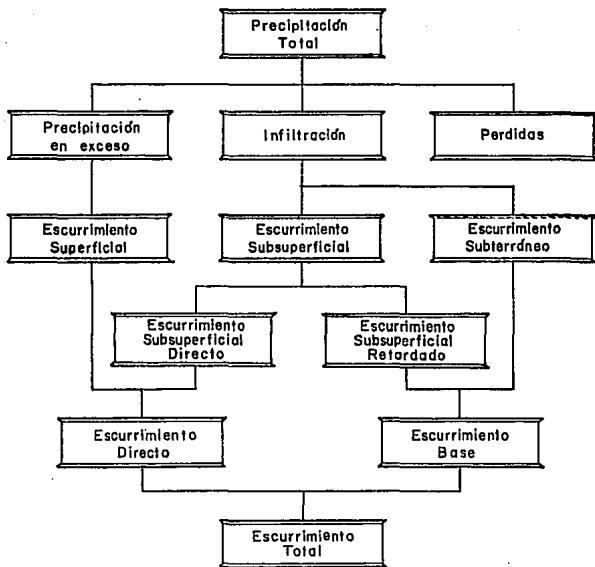 Precipitación
Total
Precipitación
en exceso
Infiltración
Perdidas
Escurrimiento
Superficial
Escurrimiento
Subsuperficial
Escurrimiento
Subterráneo
Escurrimiento
Subsuperficial
Directo
Escurrimiento
Subsuperficial
Retardado
Escurrimiento
Directo
Escurrimiento
Base
Escurrimiento
Total